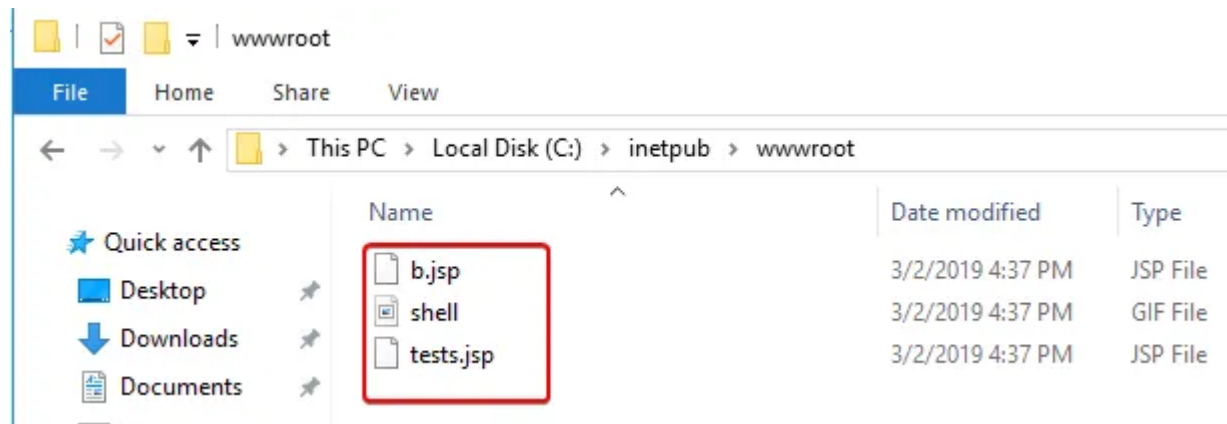 wwwroot
File Home Share View
This PC > Local Disk (C:) > inetpub > wwwroot
Name Date modified Type
Quick access
b.jsp 3/2/2019 4:37 PM JSP File
Desktop
shell 3/2/2019 4:37 PM GIF File
Downloads
tests.jsp 3/2/2019 4:37 PM JSP File
Documents